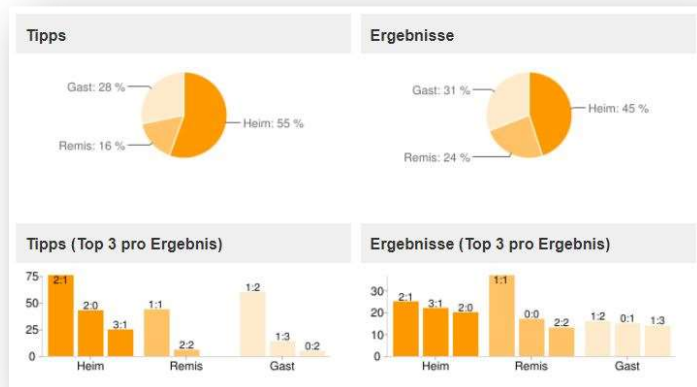 Tipps
Gast: 28 %
Heim: 55 %
Remis: 16 %
Ergebnisse
Gast: 31 %
Heim: 45 %
Remis: 24 %
Tipps (Top 3 pro Ergebnis)
75
50
25
0
2:1
2:0
3:1
1:1
2:2
1:2
1:3
0:2
Heim Remis Gast
Ergebnisse (Top 3 pro Ergebnis)
30
20
10
0
2:1
3:1
2:0
1:1
0:0
2:2
1:2
0:1
1:3
Heim Remis Gast